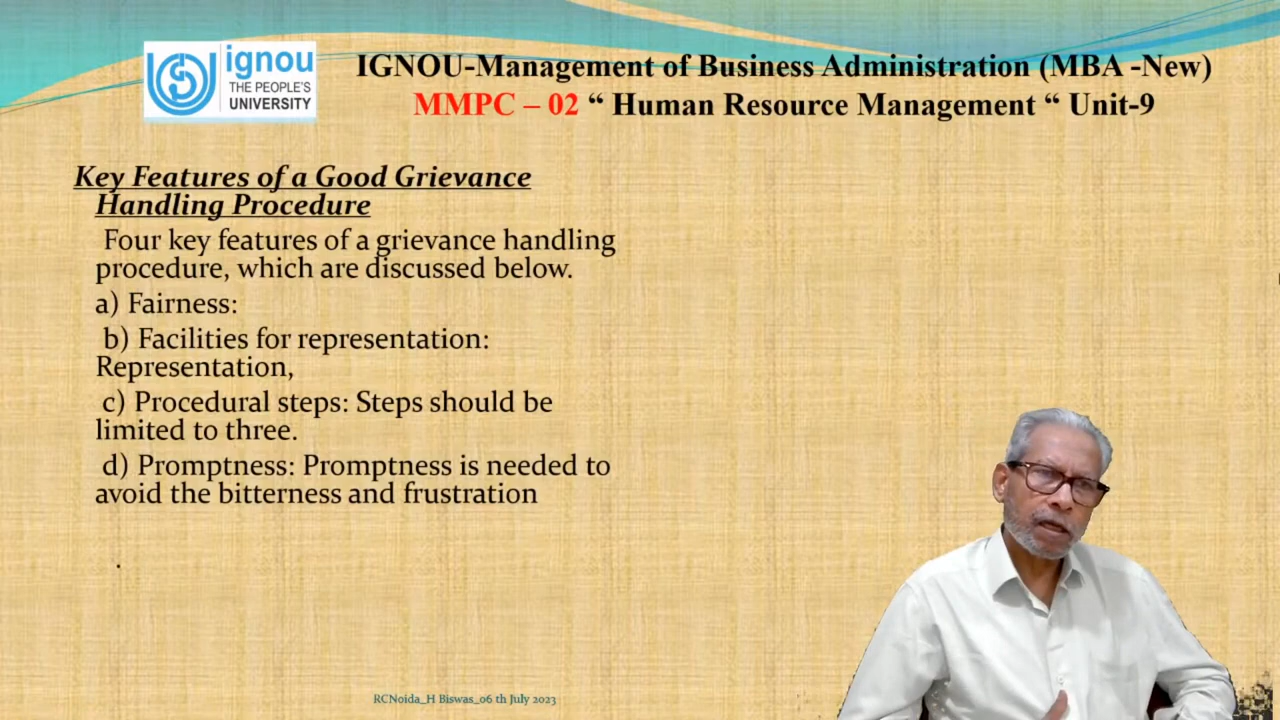 ignou
THE PEOPLE'S
UNIVERSITY
IGNOU-Management of Business Administration (MBA -New)
MMPC – 02 “ Human Resource Management “ Unit-9
Key Features of a Good Grievance
Handling Procedure
Four key features of a grievance handling
procedure, which are discussed below.
a) Fairness:
b) Facilities for representation:
Representation,
c) Procedural steps: Steps should be
limited to three.
d) Promptness: Promptness is needed to
avoid the bitterness and frustration
.
RCNoida_H Biswas_06 th July 2023